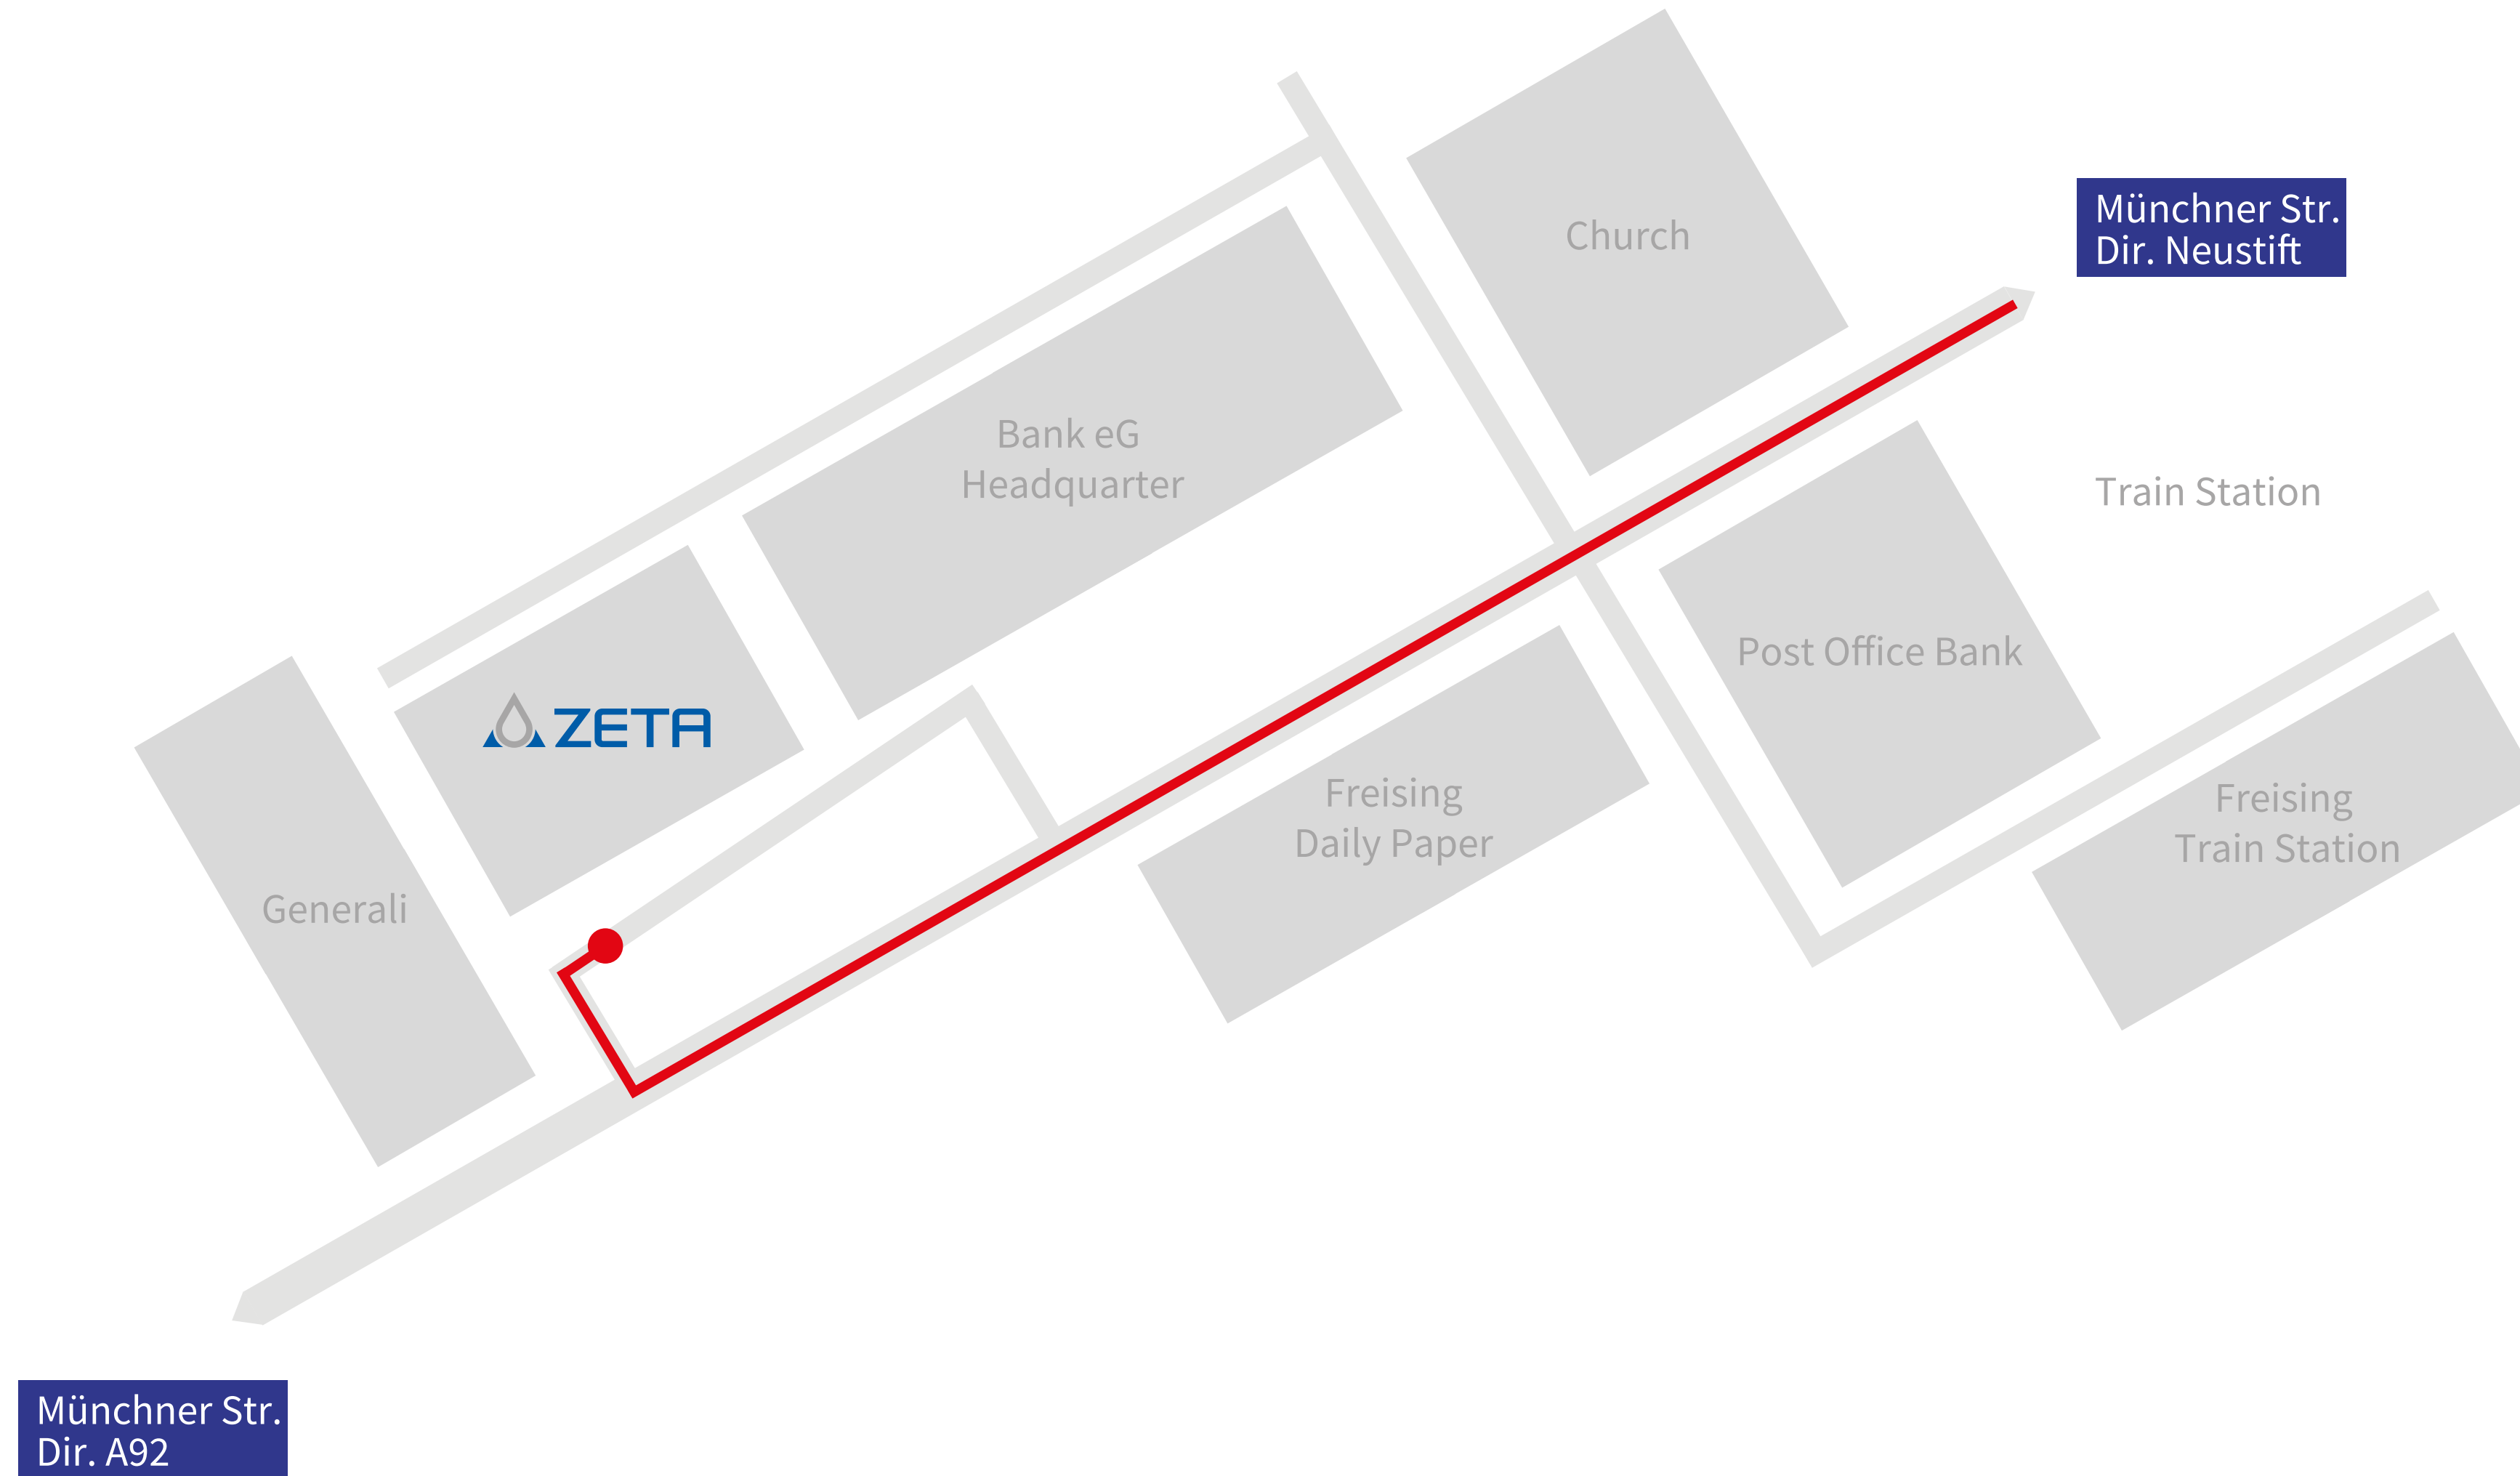 Church
Münchner Str.
Dir. Neustift
Bank eG
Headquarter
Train Station
Post Office Bank
ZETA
Freising
Daily Paper
Freising
Train Station
Generali
Münchner Str.
Dir. A92